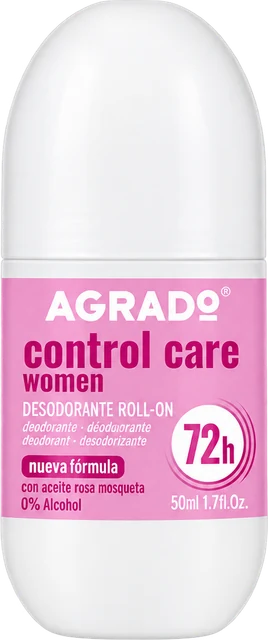 AGRADO®
control care
women
DESODORANTE ROLL-ON
deodorante - déodorante
deodorant - desodorizante
72h
nueva fórmula
con aceite rosa mosqueta
0% Alcohol
50ml 1.7fl.Oz.